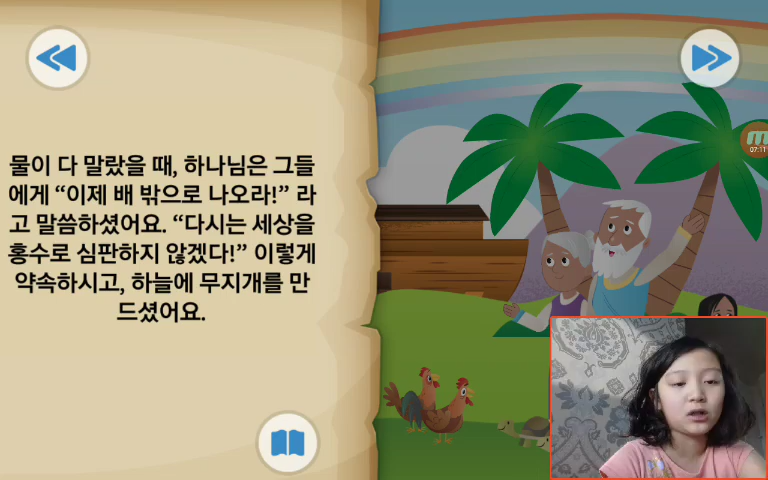 물이 다 말랐을 때, 하나님은 그들
에게 “이제 배 밖으로 나오라!” 라
고 말씀하셨어요. “다시는 세상을
홍수로 심판하지 않겠다!” 이렇게
약속하시고, 하늘에 무지개를 만
드셨어요.
07:11